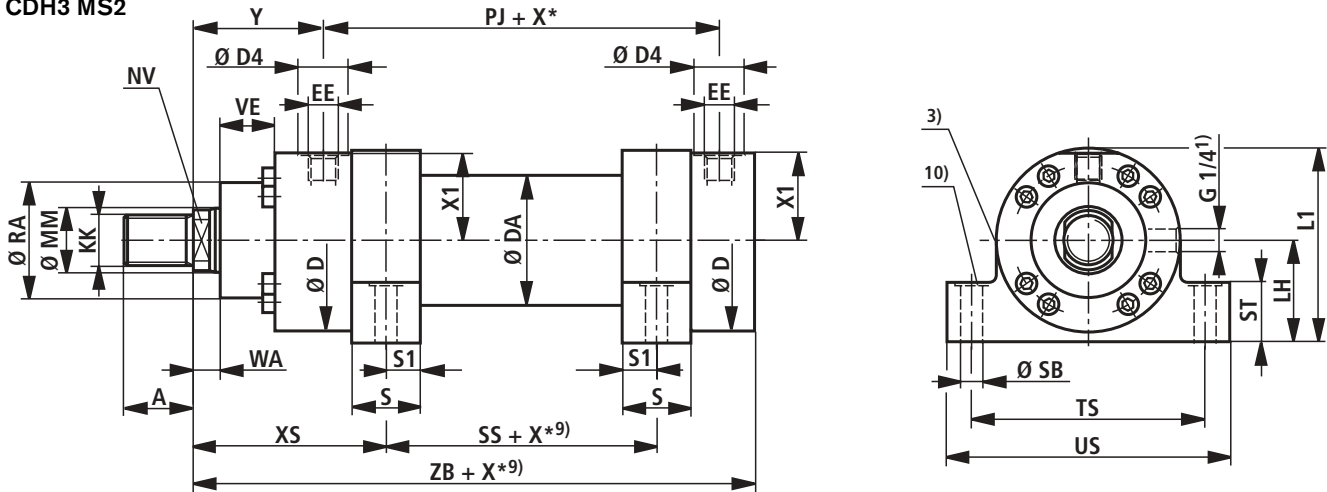 CDH3 MS2
Y
PJ + X*
Ø D4
Ø D4
NV
EE
EE
VE
3)
10)
G 1/4¹⁾
X1
X1
Ø RA
Ø MM
KK
Ø DA
Ø D
Ø D
L1
LH
ST
WA
S1
S1
Ø SB
A
S
S
TS
XS
SS + X*⁹⁾
US
ZB + X*⁹⁾